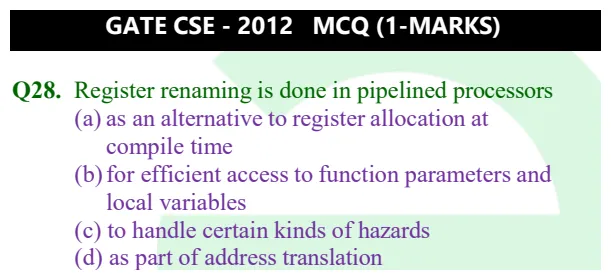 GATE CSE - 2012 MCQ (1-MARKS)
Q28. Register renaming is done in pipelined processors
(a) as an alternative to register allocation at
compile time
(b) for efficient access to function parameters and
local variables
(c) to handle certain kinds of hazards
(d) as part of address translation